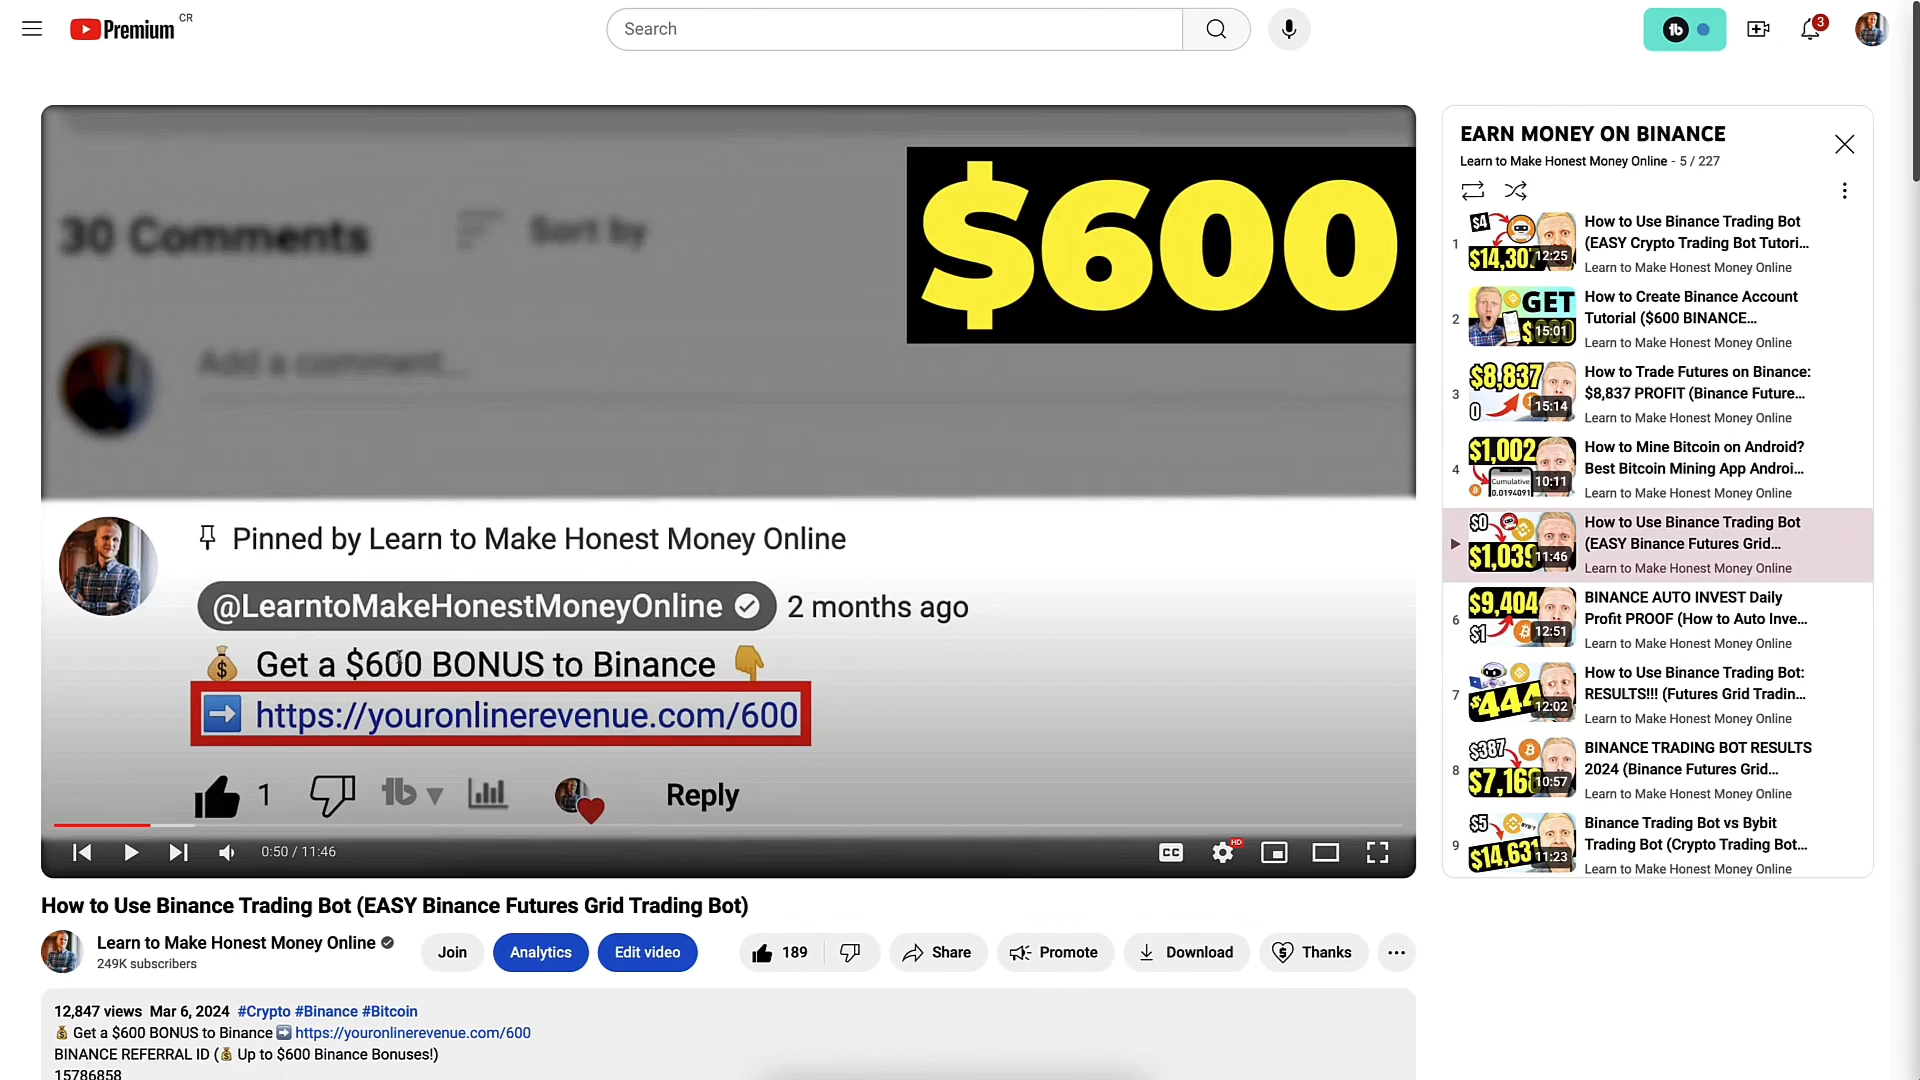 Premium CR
Search
3
30 Comments
Sort by
$600
Add a comment...
Pinned by Learn to Make Honest Money Online
@LearntoMakeHonestMoneyOnline
2 months ago
💰 Get a $600 BONUS to Binance 👇
➡️ https://youronlinerevenue.com/600
1
Reply
0:50 / 11:46
CC
HD
How to Use Binance Trading Bot (EASY Binance Futures Grid Trading Bot)
Learn to Make Honest Money Online
249K subscribers
Join
Analytics
Edit video
189
Share
Promote
Download
Thanks
12,847 views Mar 6, 2024 #Crypto #Binance #Bitcoin
💰 Get a $600 BONUS to Binance ➡️ https://youronlinerevenue.com/600
BINANCE REFERRAL ID (💰 Up to $600 Binance Bonuses!)
15786858
EARN MONEY ON BINANCE
Learn to Make Honest Money Online - 5 / 227
1
$4
12:25
How to Use Binance Trading Bot
(EASY Crypto Trading Bot Tutori...
Learn to Make Honest Money Online
2
GET
15:01
How to Create Binance Account
Tutorial ($600 BINANCE...
Learn to Make Honest Money Online
3
$8,837
0
15:14
How to Trade Futures on Binance:
$8,837 PROFIT (Binance Future...
Learn to Make Honest Money Online
4
$1,002
Cumulative
0.0194091
10:11
How to Mine Bitcoin on Android?
Best Bitcoin Mining App Androi...
Learn to Make Honest Money Online
$0
$1,039
11:46
How to Use Binance Trading Bot
(EASY Binance Futures Grid...
Learn to Make Honest Money Online
6
$9,404
$1
12:51
BINANCE AUTO INVEST Daily
Profit PROOF (How to Auto Inve...
Learn to Make Honest Money Online
7
$444
12:02
How to Use Binance Trading Bot:
RESULTS!!! (Futures Grid Tradin...
Learn to Make Honest Money Online
8
$387
10:57
BINANCE TRADING BOT RESULTS
2024 (Binance Futures Grid...
Learn to Make Honest Money Online
9
$5
$14,631
11:23
Binance Trading Bot vs Bybit
Trading Bot (Crypto Trading Bot...
Learn to Make Honest Money Online